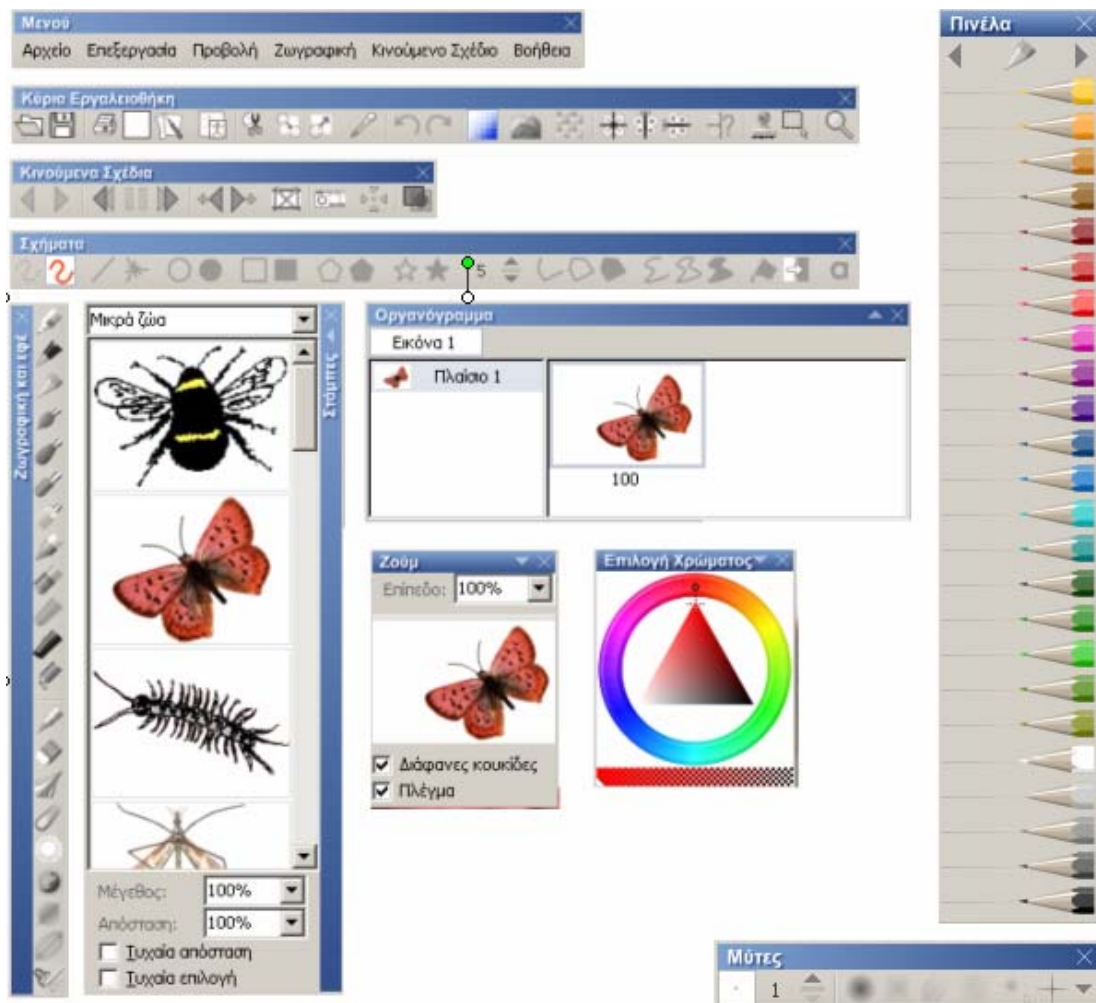 Μενού
Αρχείο Επεξεργασία Προβολή Ζωγραφική Κινούμενο Σχέδιο Βοήθεια
Πινέλα
Κύρια Εργαλειοθήκη
Κινούμενα Σχέδια
Σχήματα
5
Ζωγραφική και εφέ
Μικρά ζώα
Στάμπες
Οργανόγραμμα
Εικόνα 1
Πλαίσιο 1
100
Ζούμ
Επίπεδο: 100%
Διάφανες κουκίδες
Πλέγμα
Επιλογή Χρώματος
Μέγεθος: 100%
Απόσταση: 100%
Τυχαία απόσταση
Τυχαία επιλογή
Μύτες
1